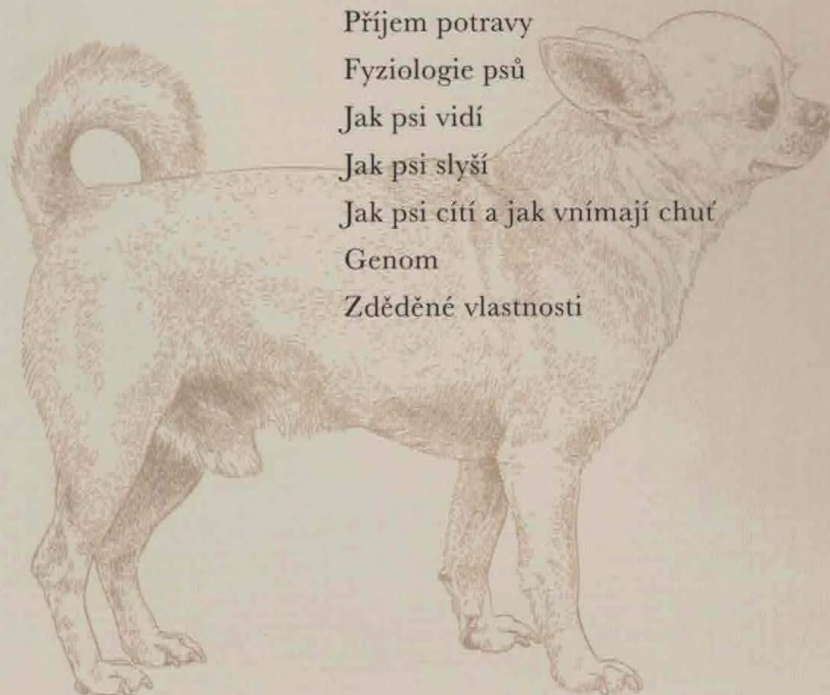 Příjem potravy
Fyziologie psů
Jak psi vidí
Jak psi slyší
Jak psi cítí a jak vnímají chuť
Genom
Zděděné vlastnosti